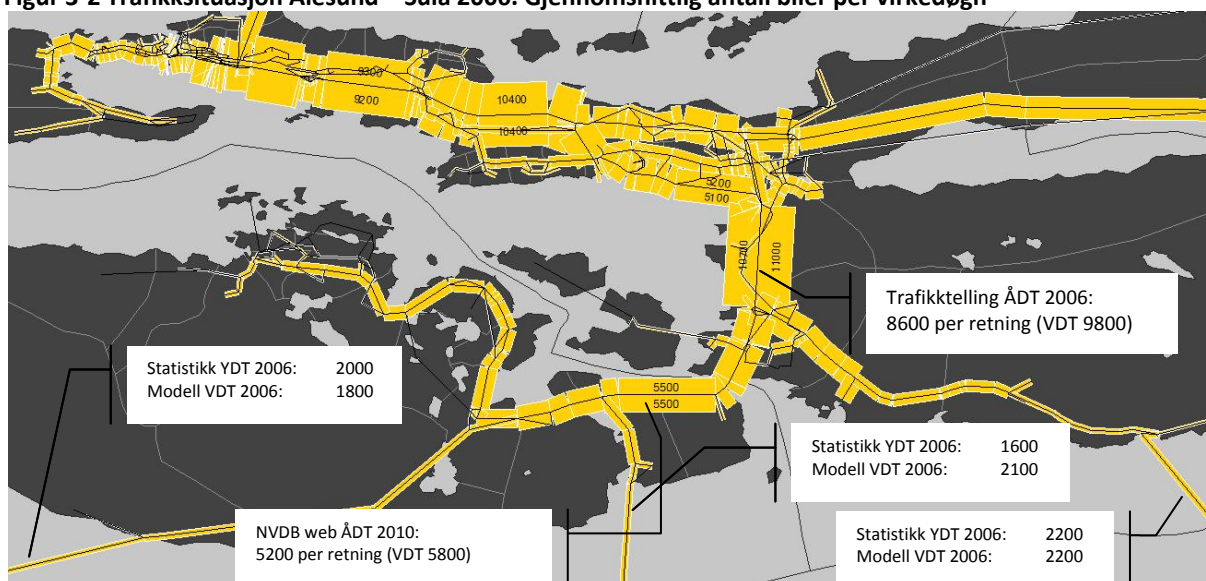 Figur 3-2 Trafikksituasjon Ålesund – Sula 2006. Gjennomsnittlig antall biler per virkedøgn
9300
9200
10400
10400
5200
5100
10700
11000
Trafikktelling ÅDT 2006:
8600 per retning (VDT 9800)
Statistikk YDT 2006: 2000
Modell VDT 2006: 1800
5500
5500
Statistikk YDT 2006: 1600
Modell VDT 2006: 2100
NVDB web ÅDT 2010:
5200 per retning (VDT 5800)
Statistikk YDT 2006: 2200
Modell VDT 2006: 2200